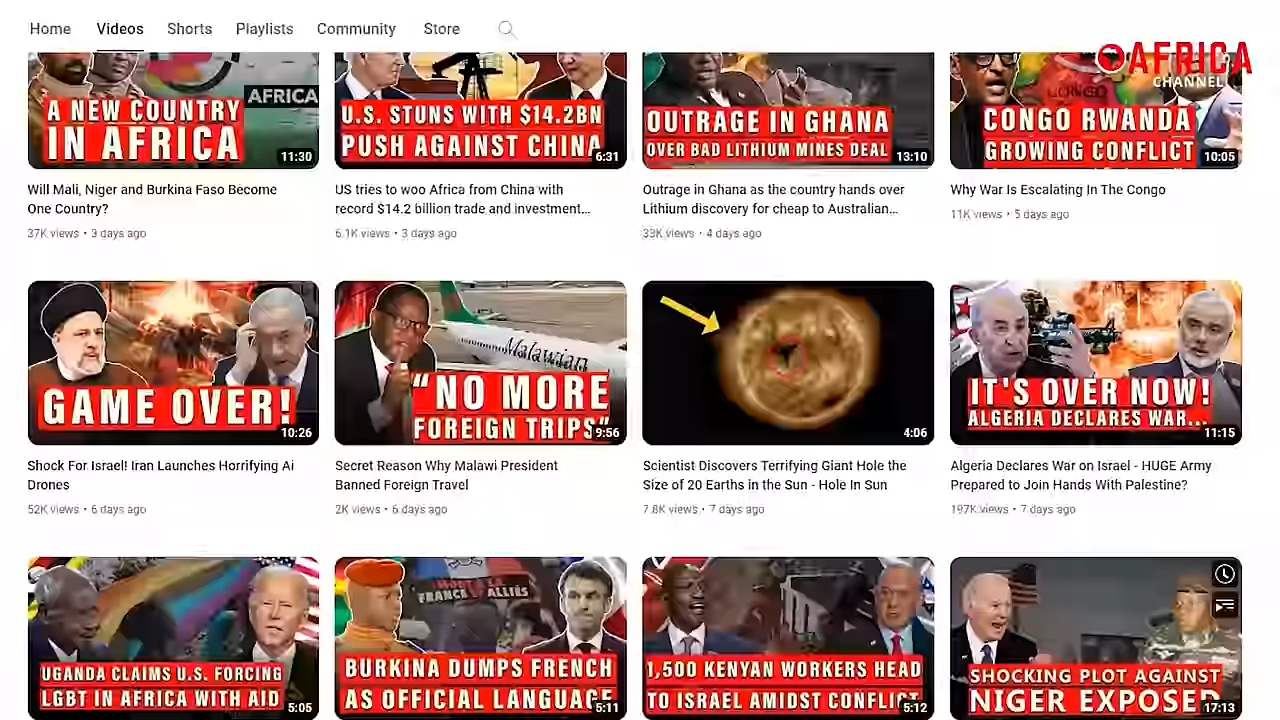 Home Videos Shorts Playlists Community Store
AFRICA
CHANNEL
A NEW COUNTRY
IN AFRICA
AFRICA
11:30
U.S. STUNS WITH $14.2BN
PUSH AGAINST CHINA
6:31
OUTRAGE IN GHANA
OVER BAD LITHIUM MINES DEAL
13:10
CONGO
CONGO RWANDA
GROWING CONFLICT
10:05
Will Mali, Niger and Burkina Faso Become
One Country?
37K views • 3 days ago
US tries to woo Africa from China with
record $14.2 billion trade and investment...
6.1K views • 3 days ago
Outrage in Ghana as the country hands over
Lithium discovery for cheap to Australian...
33K views • 4 days ago
Why War Is Escalating In The Congo
11K views • 5 days ago
GAME OVER!
10:26
Malawian
"NO MORE
FOREIGN TRIPS"
9:56
4:06
IT'S OVER NOW!
ALGERIA DECLARES WAR...
11:15
Shock For Israel! Iran Launches Horrifying Ai
Drones
52K views • 6 days ago
Secret Reason Why Malawi President
Banned Foreign Travel
2K views • 6 days ago
Scientist Discovers Terrifying Giant Hole the
Size of 20 Earths in the Sun - Hole In Sun
7.8K views • 7 days ago
Algeria Declares War on Israel - HUGE Army
Prepared to Join Hands With Palestine?
197K views • 7 days ago
UGANDA CLAIMS U.S. FORCING
LGBT IN AFRICA WITH AID
5:05
FRANCE ALLIÉS
BURKINA DUMPS FRENCH
AS OFFICIAL LANGUAGE
5:11
1,500 KENYAN WORKERS HEAD
TO ISRAEL AMIDST CONFLICT
5:12
SHOCKING PLOT AGAINST
NIGER EXPOSED
17:13